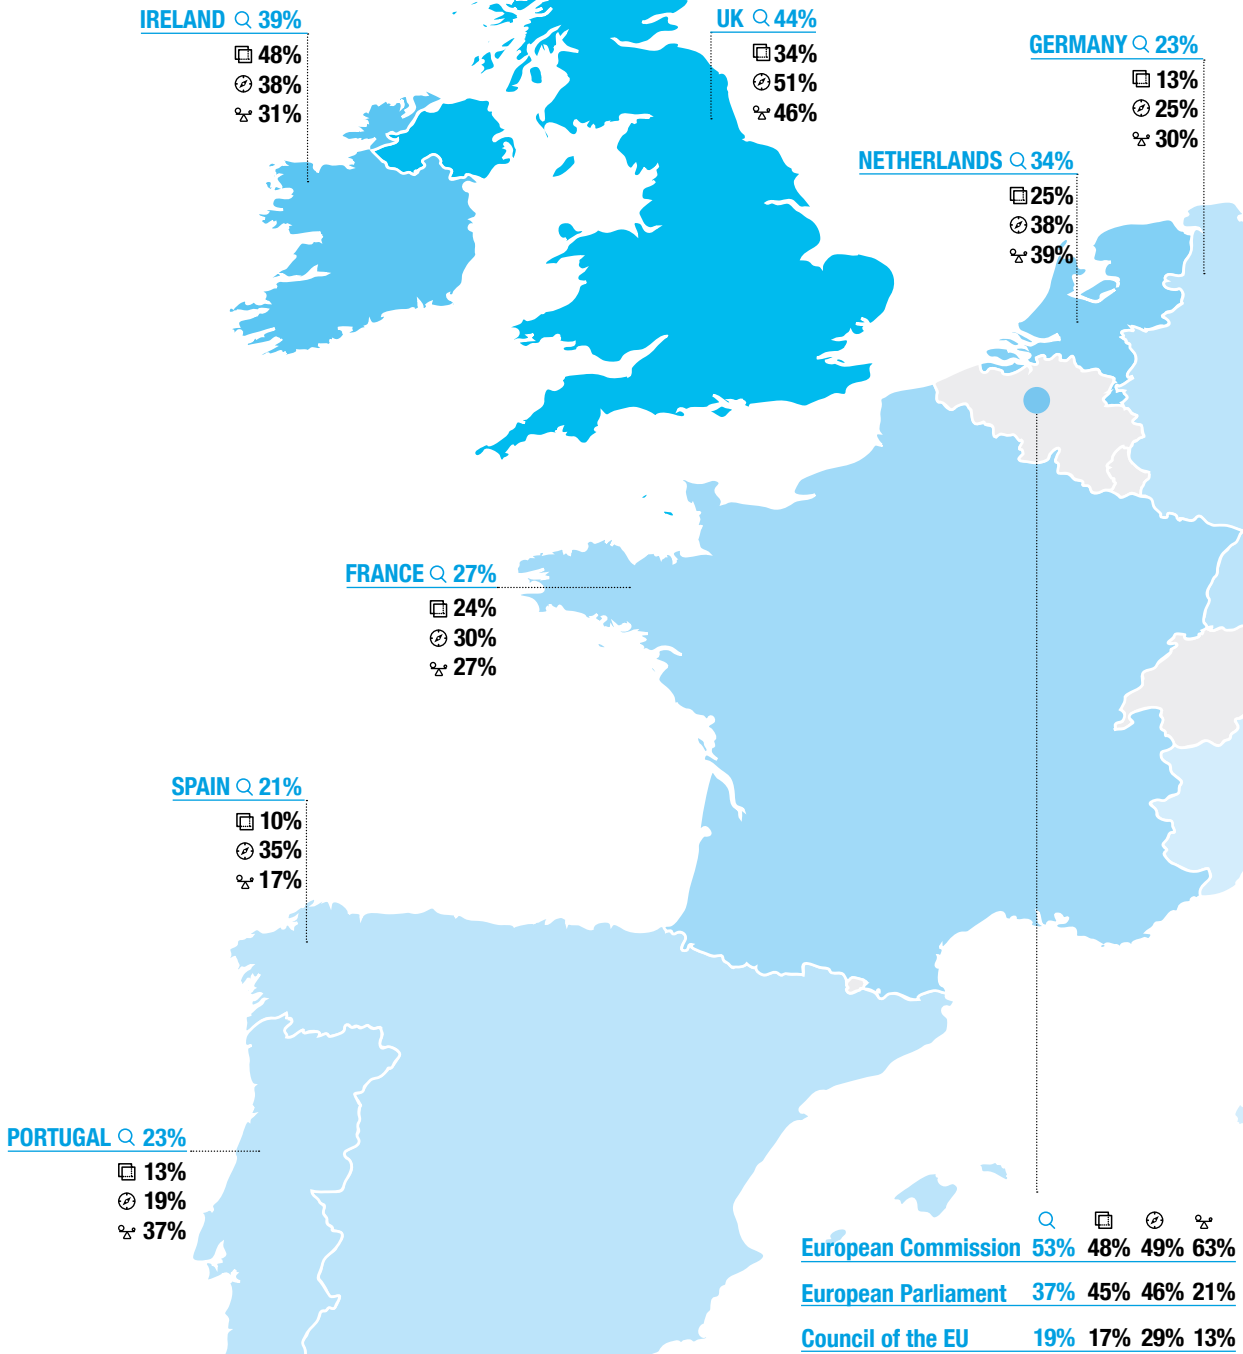 IRELAND 39%
48%
38%
31%
UK 44%
34%
51%
46%
GERMANY 23%
13%
25%
30%
NETHERLANDS 34%
25%
38%
39%
FRANCE 27%
24%
30%
27%
SPAIN 21%
10%
35%
17%
PORTUGAL 23%
13%
19%
37%
European Commission 53% 48% 49% 63%
European Parliament 37% 45% 46% 21%
Council of the EU 19% 17% 29% 13%